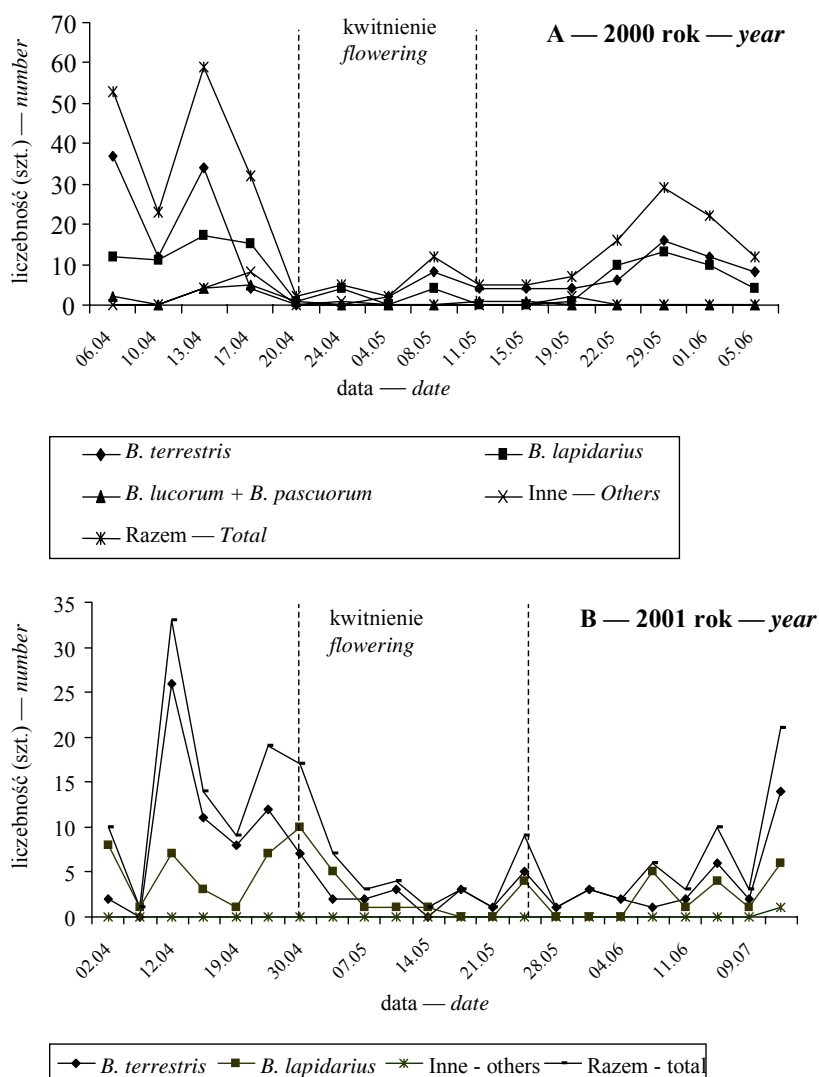 A — 2000 rok — year
kwitnienie
flowering
liczebność (szt.) — number
70
60
50
40
30
20
10
0
06.04 10.04 13.04 17.04 20.04 24.04 04.05 08.05 11.05 15.05 19.05 22.05 29.05 01.06 05.06
data — date
B. terrestris B. lapidarius
B. lucorum + B. pascuorum Inne — Others
Razem — Total
B — 2001 rok — year
kwitnienie
flowering
liczebność (szt.) — number
35
30
25
20
15
10
5
0
02.04 12.04 19.04 30.04 07.05 14.05 21.05 28.05 04.06 11.06 09.07
data — date
B. terrestris B. lapidarius Inne - others Razem - total